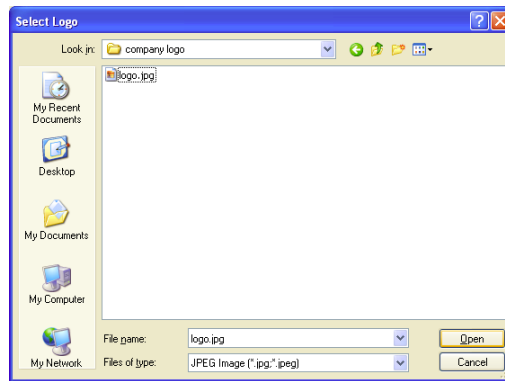 Select Logo
Look in: company logo
logo.jpg
My Recent
Documents
Desktop
My Documents
My Computer
My Network
File name: logo.jpg Open
Files of type: JPEG Image (*.jpg;*.jpeg) Cancel